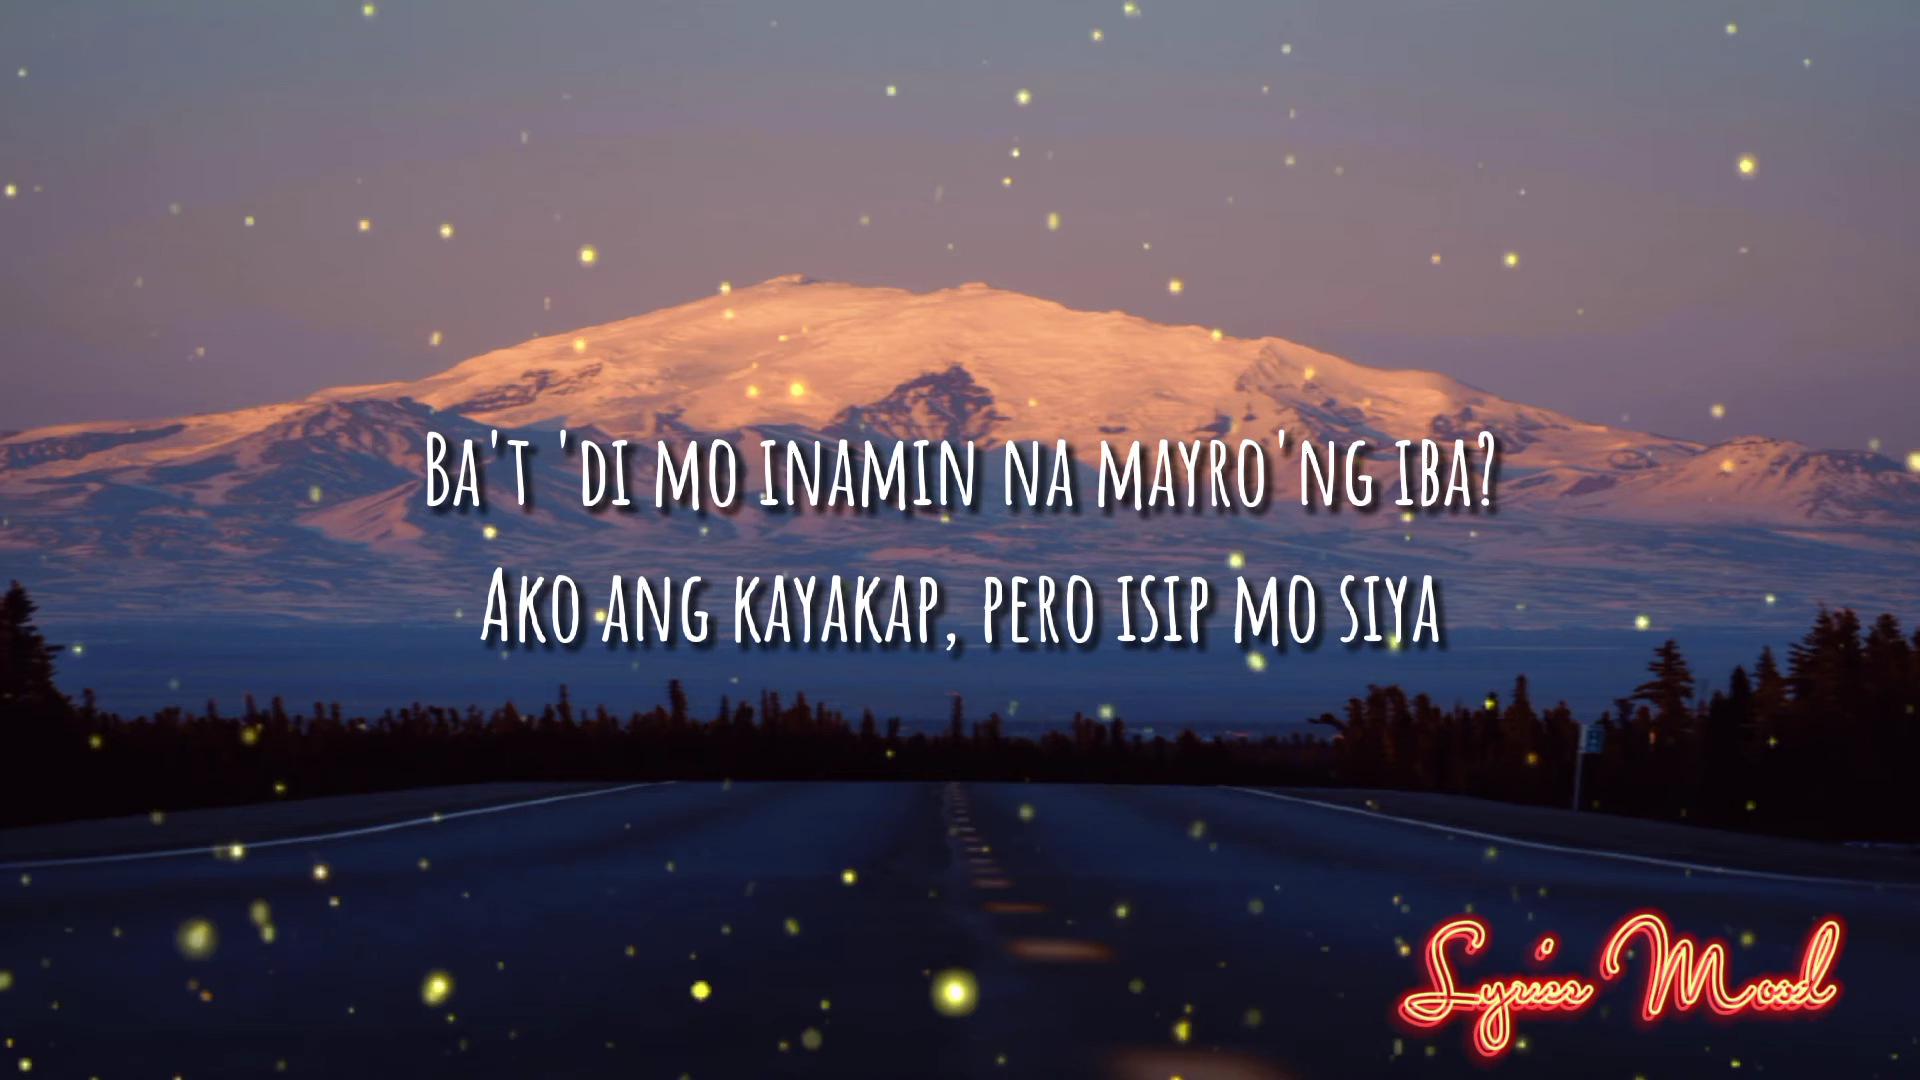 Ba't 'di mo inamin na mayro'ng iba?
Ako ang kayakap, pero isip mo siya
Lyrics Mood